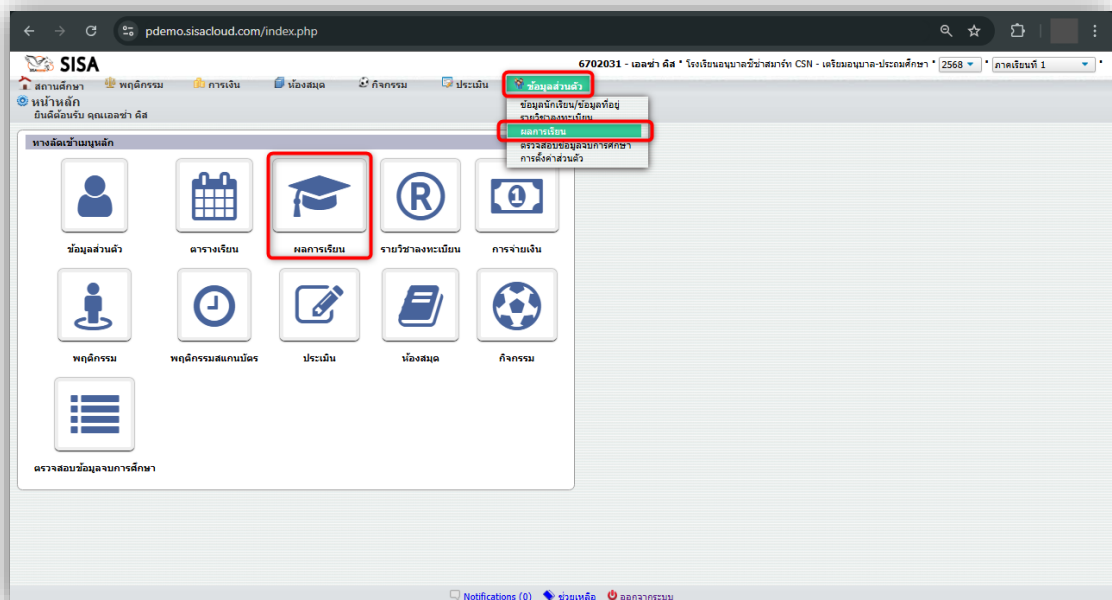 pdemo.sisacloud.com/index.php
SISA
6702031 - เอลซ่า ดีส * โรงเรียนอนุบาลชิชาสมาร์ท CSN - เตรียมอนุบาล-ประถมศึกษา * 2568 * ภาคเรียนที่ 1 *
สถานศึกษา พฤติกรรม การเงิน ห้องสมุด กิจกรรม ประเมิน ข้อมูลส่วนตัว
หน้าหลัก
ยินดีต้อนรับ คุณเอลซ่า ดีส
ข้อมูลนักเรียน/ข้อมูลที่อยู่
รายวิชาลงทะเบียน
ผลการเรียน
ตรวจสอบข้อมูลจบการศึกษา
การตั้งค่าส่วนตัว
ทางลัดเข้าเมนูหลัก
R 1
ข้อมูลส่วนตัว ตารางเรียน ผลการเรียน รายวิชาลงทะเบียน การจ่ายเงิน
พฤติกรรม พฤติกรรมสแกนบัตร ประเมิน ห้องสมุด กิจกรรม
ตรวจสอบข้อมูลจบการศึกษา
Notifications (0) ช่วยเหลือ ออกจากระบบ